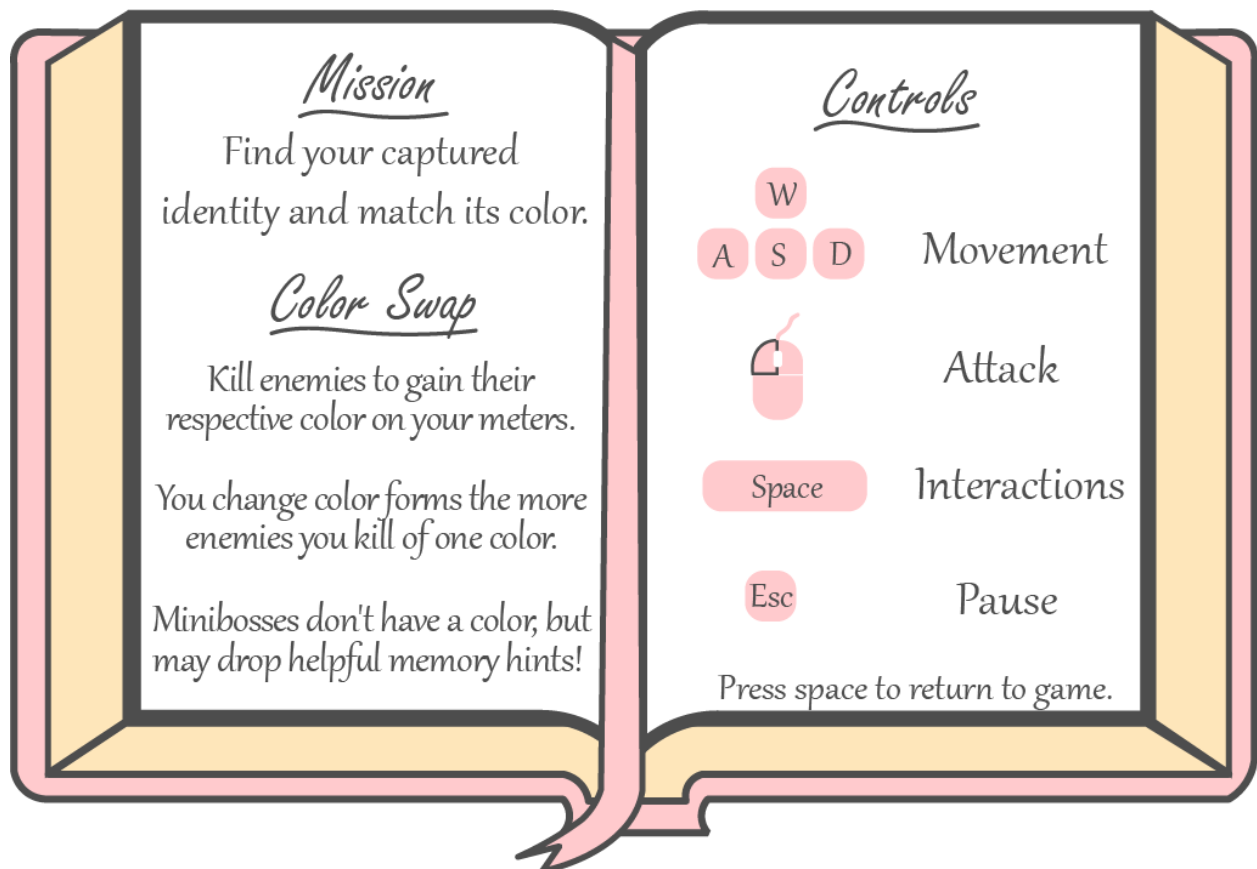 Mission
Find your captured
identity and match its color.
Color Swap
Kill enemies to gain their
respective color on your meters.
You change color forms the more
enemies you kill of one color.
Minibosses don't have a color, but
may drop helpful memory hints!
Controls
W
A S D Movement
Attack
Space Interactions
Esc Pause
Press space to return to game.